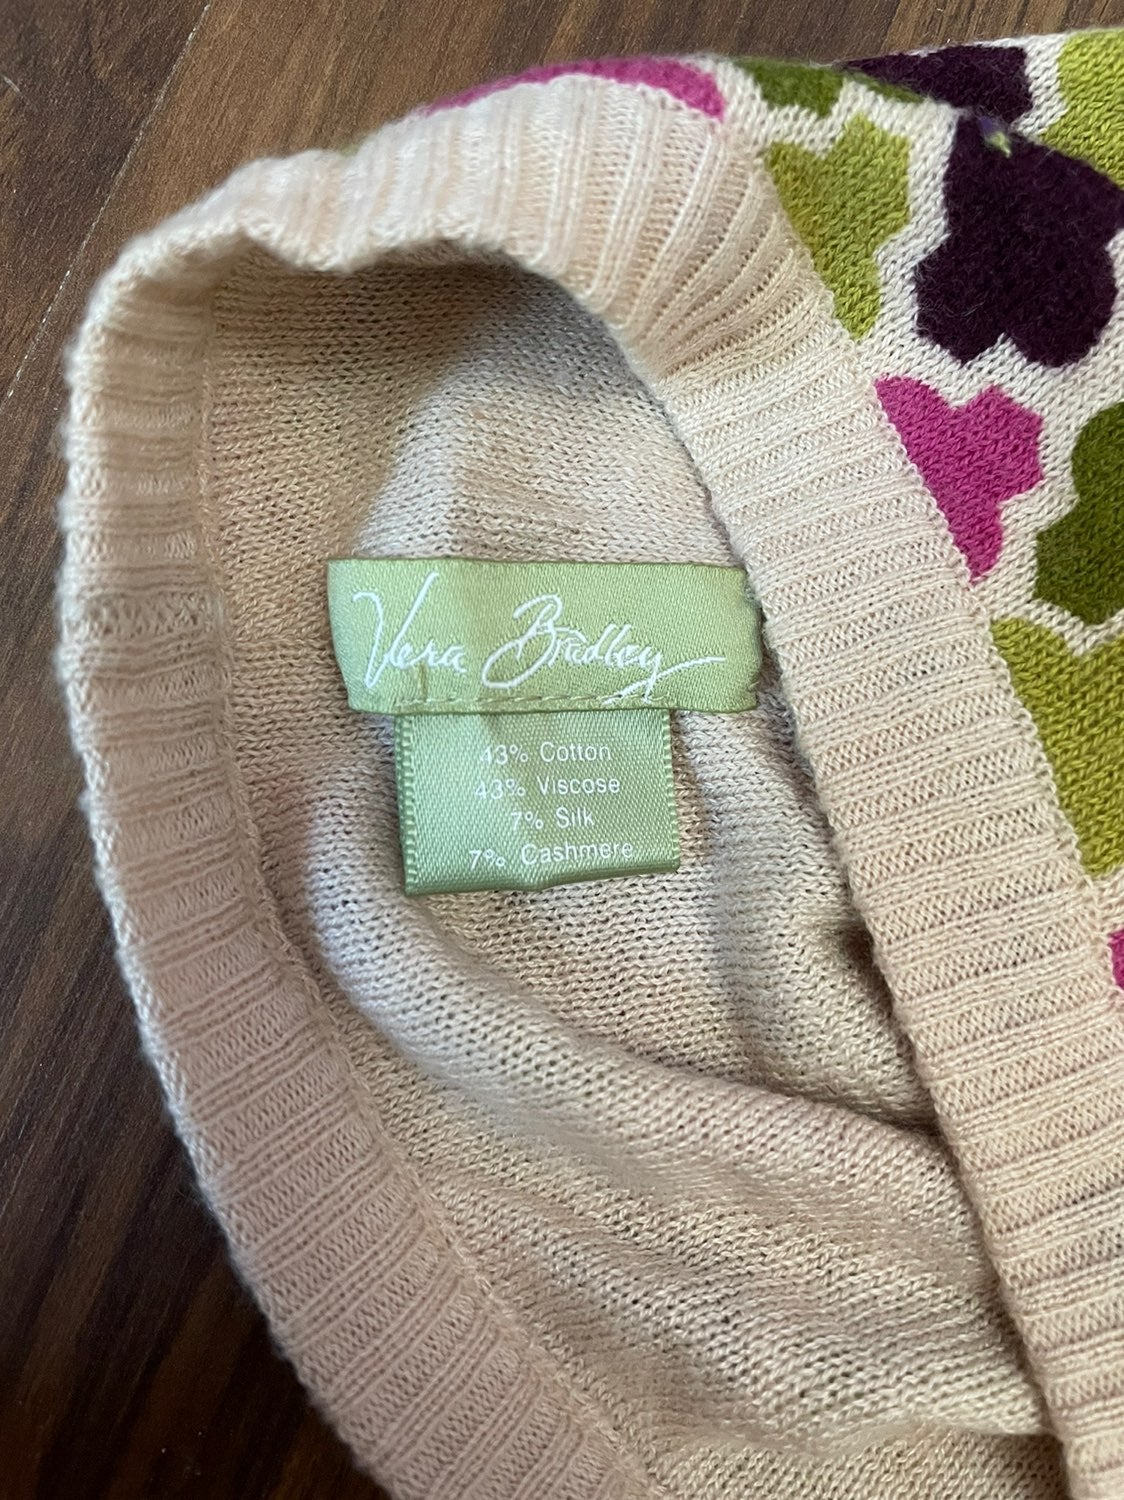 Vera Bradley
43% Cotton
43% Viscose
7% Silk
7% Cashmere